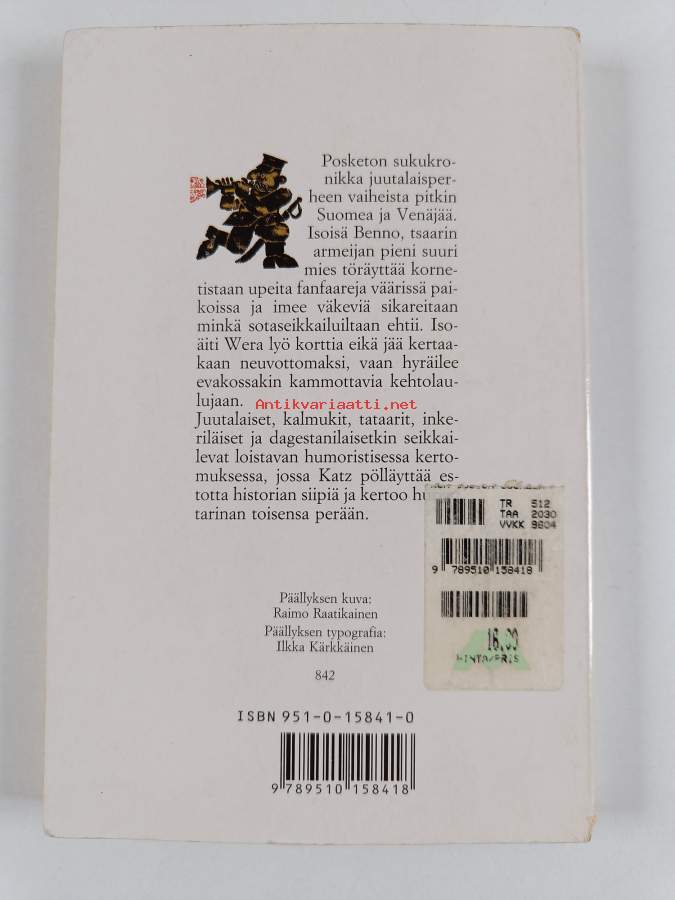 Posketon sukukro-
nikka juutalaisper-
heen vaiheista pitkin
Suomea ja Venäjää.
Isoisä Benno, tsaarin
armeijan pieni suuri
mies töräyttää korne-
tistaan upeita fanfaareja väärissä pai-
koissa ja imee väkeviä sikareitaan
minkä sotaseikkailuiltaan ehtii. Iso-
äiti Wera lyö korttia eikä jää kertaa-
kaan neuvottomaksi, vaan hyräilee
evakossakin kammottavia kehtolau-
lujaan.
Antikvariaatti.net
Juutalaiset, kalmukit, tataarit, inke-
riläiset ja dagestanilaisetkin seikkai-
levat loistavan humoristisessa kerto-
muksessa, jossa Katz pölläyttää es-
totta historian siipiä ja kertoo
tarinan toisensa perään.
TR 512
TAA 2030
VVKK 9604
9 789510 158418
16.00
HINTA/PRIS
Päällyksen kuva:
Raimo Raatikainen
Päällyksen typografia:
Ilkka Kärkkäinen
842
ISBN 951-0-15841-0
9 789510 158418